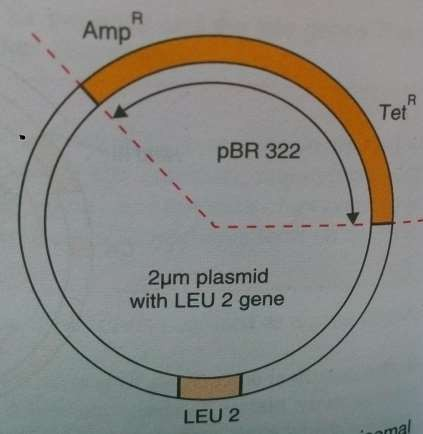 Amp^R
Tet^R
pBR 322
2µm plasmid
with LEU 2 gene
LEU 2